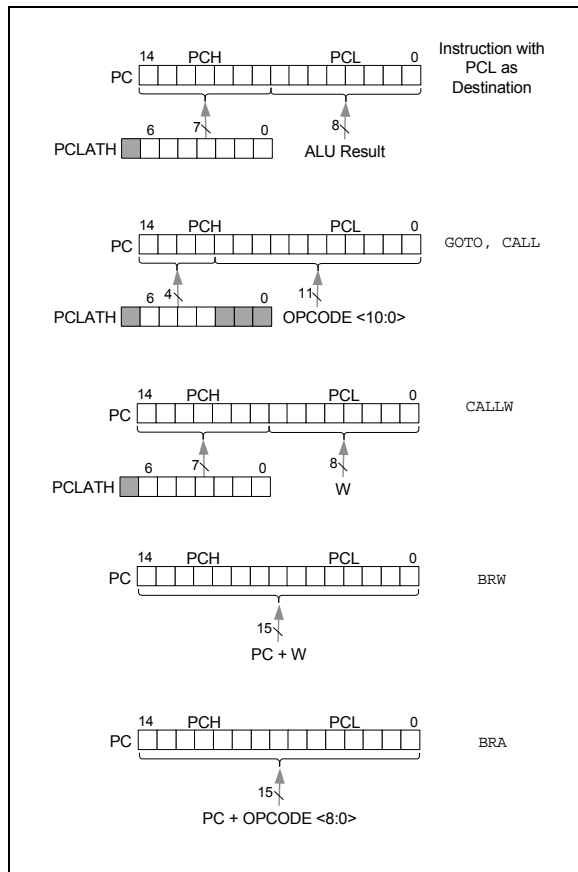 14 PCH PCL 0
Instruction with
PCL as
Destination
PC
6 7 0 8
PCLATH
ALU Result
14 PCH PCL 0
GOTO, CALL
PC
6 4 0 11
PCLATH
OPCODE <10:0>
14 PCH PCL 0
CALLW
PC
6 7 0 8
PCLATH
W
14 PCH PCL 0
BRW
PC
15
PC + W
14 PCH PCL 0
BRA
PC
15
PC + OPCODE <8:0>